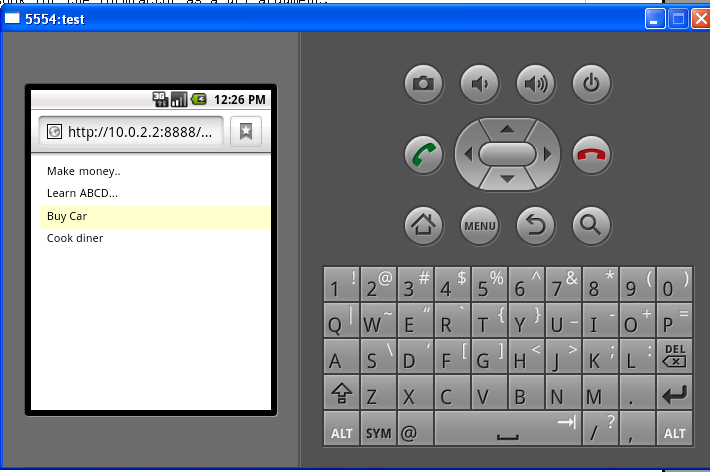 5554:test
3G
12:26 PM
http://10.0.2.2:8888/...
Make money..
Learn ABCD...
Buy Car
Cook diner
MENU
1 ! 2 @ 3 # 4 $ 5 % 6 ^ 7 & 8 * 9 ( 0 )
Q | W ~ E “ R ` T { Y } U _ I - O + P =
A S \ D ‘ F [ G ] H < J > K ; L : DEL
Z X C V B N M .
ALT SYM @ / ? , ALT